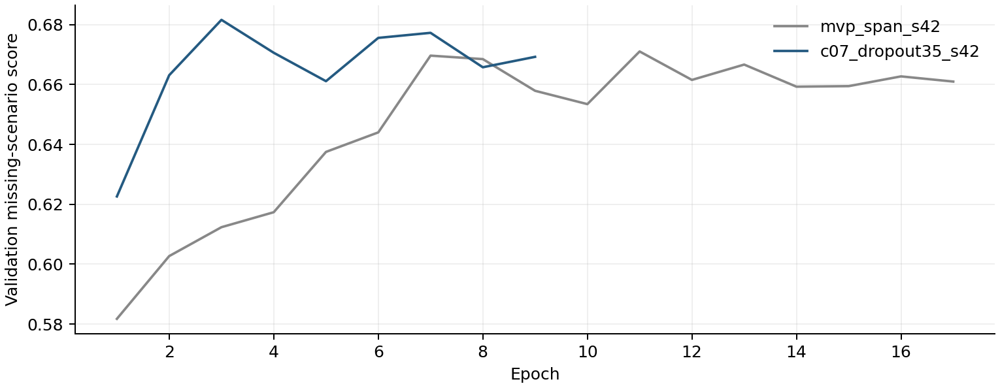 Validation missing-scenario score
0.68
0.66
0.64
0.62
0.60
0.58
mvp_span_s42
c07_dropout35_s42
2 4 6 8 10 12 14 16
Epoch